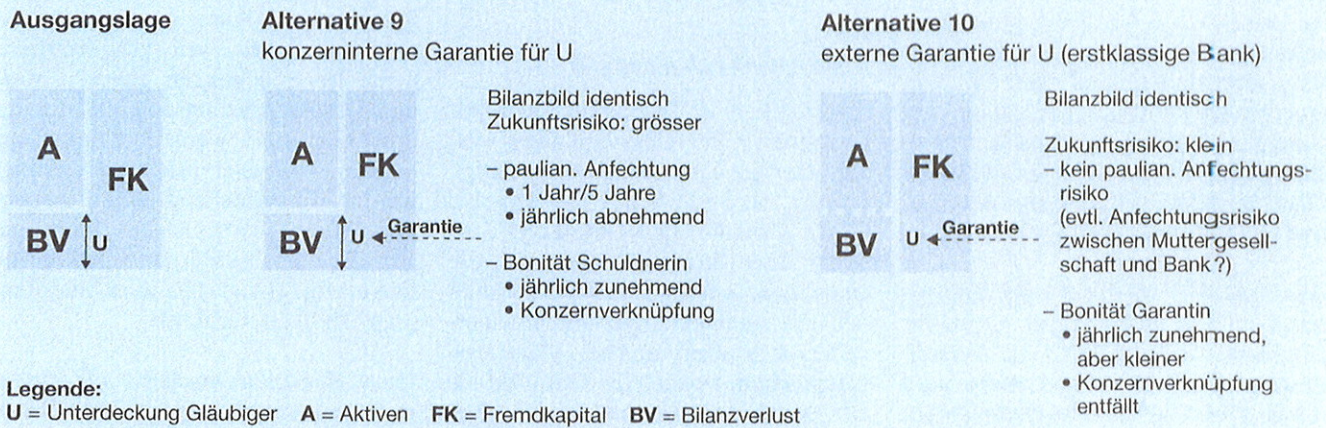 Ausgangslage
A
FK
BV
U
Alternative 9
konzerninterne Garantie für U
A
FK
BV
U
Garantie
Bilanzbild identisch
Zukunftsrisiko: grösser
– paulian. Anfechtung
• 1 Jahr/5 Jahre
• jährlich abnehmend
– Bonität Schuldnerin
• jährlich zunehmend
• Konzernverknüpfung
Alternative 10
externe Garantie für U (erstklassige Bank)
A
FK
BV
U
Garantie
Bilanzbild identisch
Zukunftsrisiko: klein
– kein paulian. Anfechtungs-
risiko
(evtl. Anfechtungsrisiko
zwischen Muttergesell-
schaft und Bank?)
– Bonität Garantin
• jährlich zunehmend,
aber kleiner
• Konzernverknüpfung
entfällt
Legende:
U = Unterdeckung Gläubiger A = Aktiven FK = Fremdkapital BV = Bilanzverlust